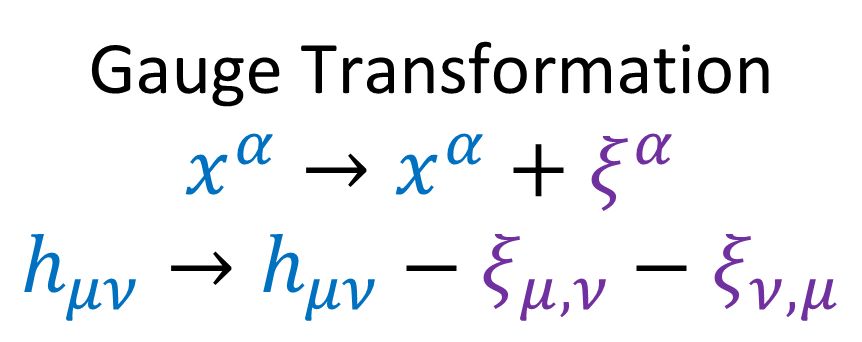 Gauge Transformation
x^α → x^α + ξ^α
h_μν → h_μν − ξ_μ,ν − ξ_ν,μ